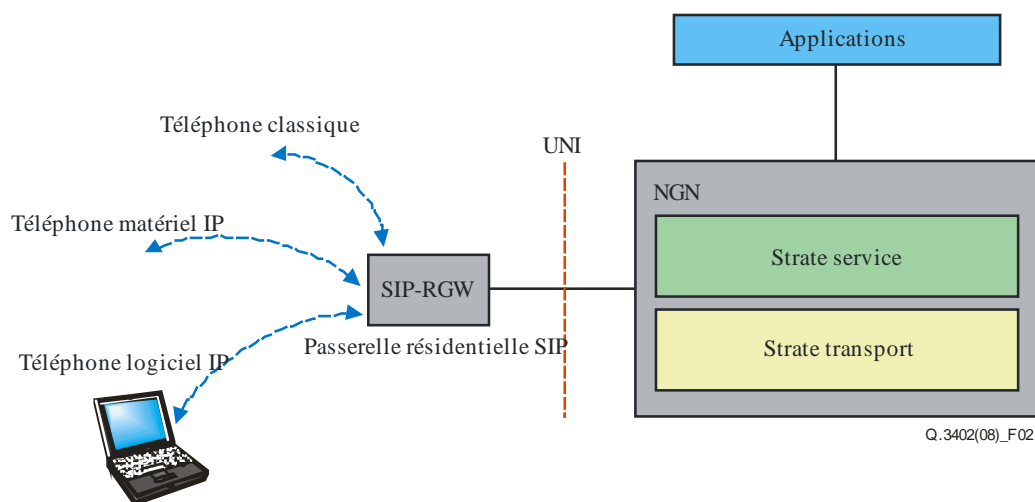 Applications
Téléphone classique
UNI
NGN
Téléphone matériel IP
Strate service
SIP-RGW
Passerelle résidentielle SIP
Strate transport
Téléphone logiciel IP
Q.3402(08)_F02